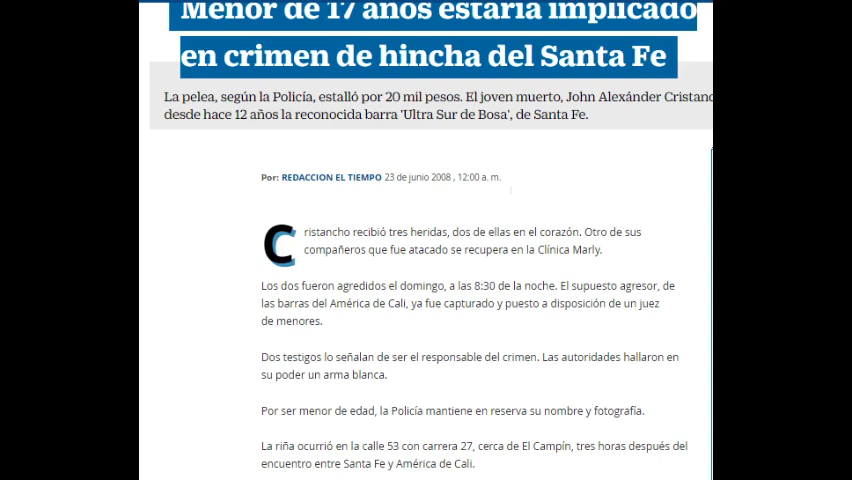 Menor de 17 años estaría implicado
en crimen de hincha del Santa Fe
La pelea, según la Policía, estalló por 20 mil pesos. El joven muerto, John Alexánder Cristanc
desde hace 12 años la reconocida barra 'Ultra Sur de Bosa', de Santa Fe.
Por: REDACCION EL TIEMPO 23 de junio 2008 , 12:00 a. m.
Cristancho recibió tres heridas, dos de ellas en el corazón. Otro de sus
compañeros que fue atacado se recupera en la Clínica Marly.
Los dos fueron agredidos el domingo, a las 8:30 de la noche. El supuesto agresor, de
las barras del América de Cali, ya fue capturado y puesto a disposición de un juez
de menores.
Dos testigos lo señalan de ser el responsable del crimen. Las autoridades hallaron en
su poder un arma blanca.
Por ser menor de edad, la Policía mantiene en reserva su nombre y fotografía.
La riña ocurrió en la calle 53 con carrera 27, cerca de El Campín, tres horas después del
encuentro entre Santa Fe y América de Cali.